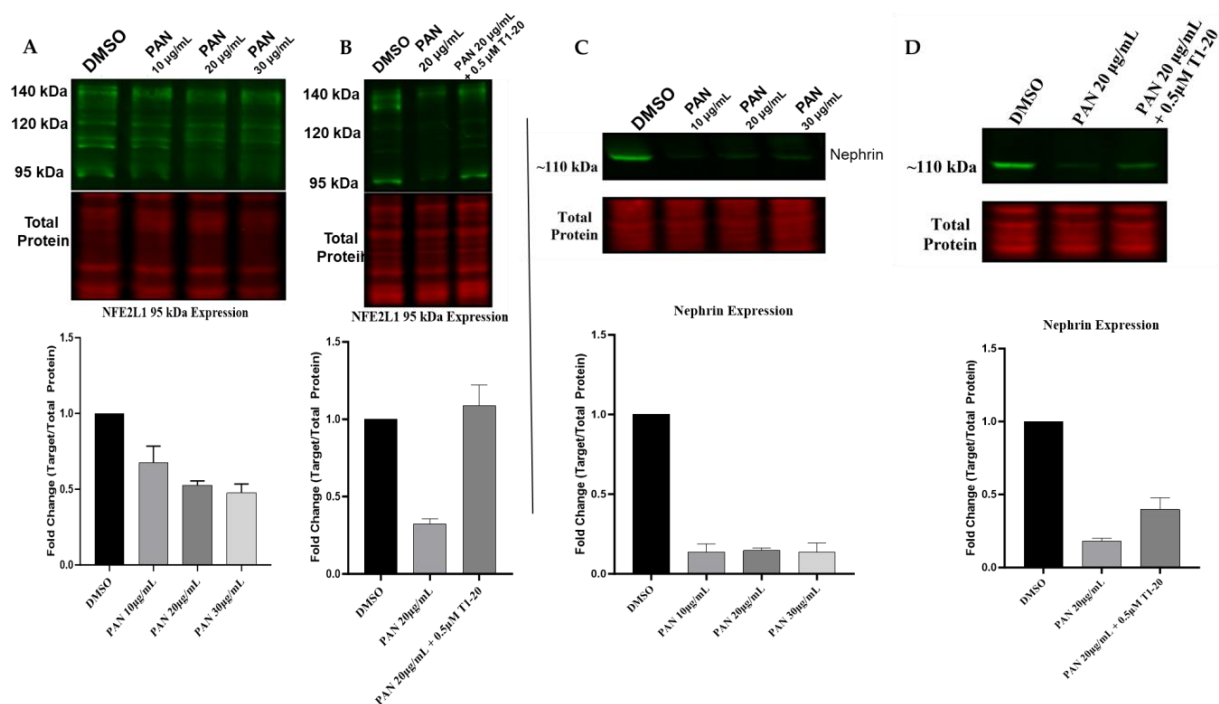 A
DMSO
PAN
10 µg/mL
PAN
20 µg/mL
PAN
30 µg/mL
140 kDa
120 kDa
95 kDa
Total
Protein
NFE2L1 95 kDa Expression
Fold Change (Target/Total Protein)
1.5
1.0
0.5
0.0
DMSO
PAN 10µg/mL
PAN 20µg/mL
PAN 30µg/mL
B
DMSO
PAN
20 µg/mL
PAN 20 µg/mL
+ 0.5 µM T1-20
140 kDa
120 kDa
95 kDa
Total
Protein
NFE2L1 95 kDa Expression
Fold Change (Target/Total Protein)
1.5
1.0
0.5
0.0
DMSO
PAN 20µg/mL
PAN 20µg/mL + 0.5µM T1-20
C
DMSO
PAN
10 µg/mL
PAN
20 µg/mL
PAN
30 µg/mL
~110 kDa
Nephrin
Total
Protein
Nephrin Expression
Fold Change (Target/Total Protein)
1.5
1.0
0.5
0.0
DMSO
PAN 10µg/mL
PAN 20µg/mL
PAN 30µg/mL
D
DMSO
PAN 20 µg/mL
PAN 20 µg/mL
+ 0.5µM T1-20
~110 kDa
Total
Protein
Nephrin Expression
Fold Change (Target/Total Protein)
1.5
1.0
0.5
0.0
DMSO
PAN 20µg/mL
PAN 20µg/mL + 0.5µM T1-20